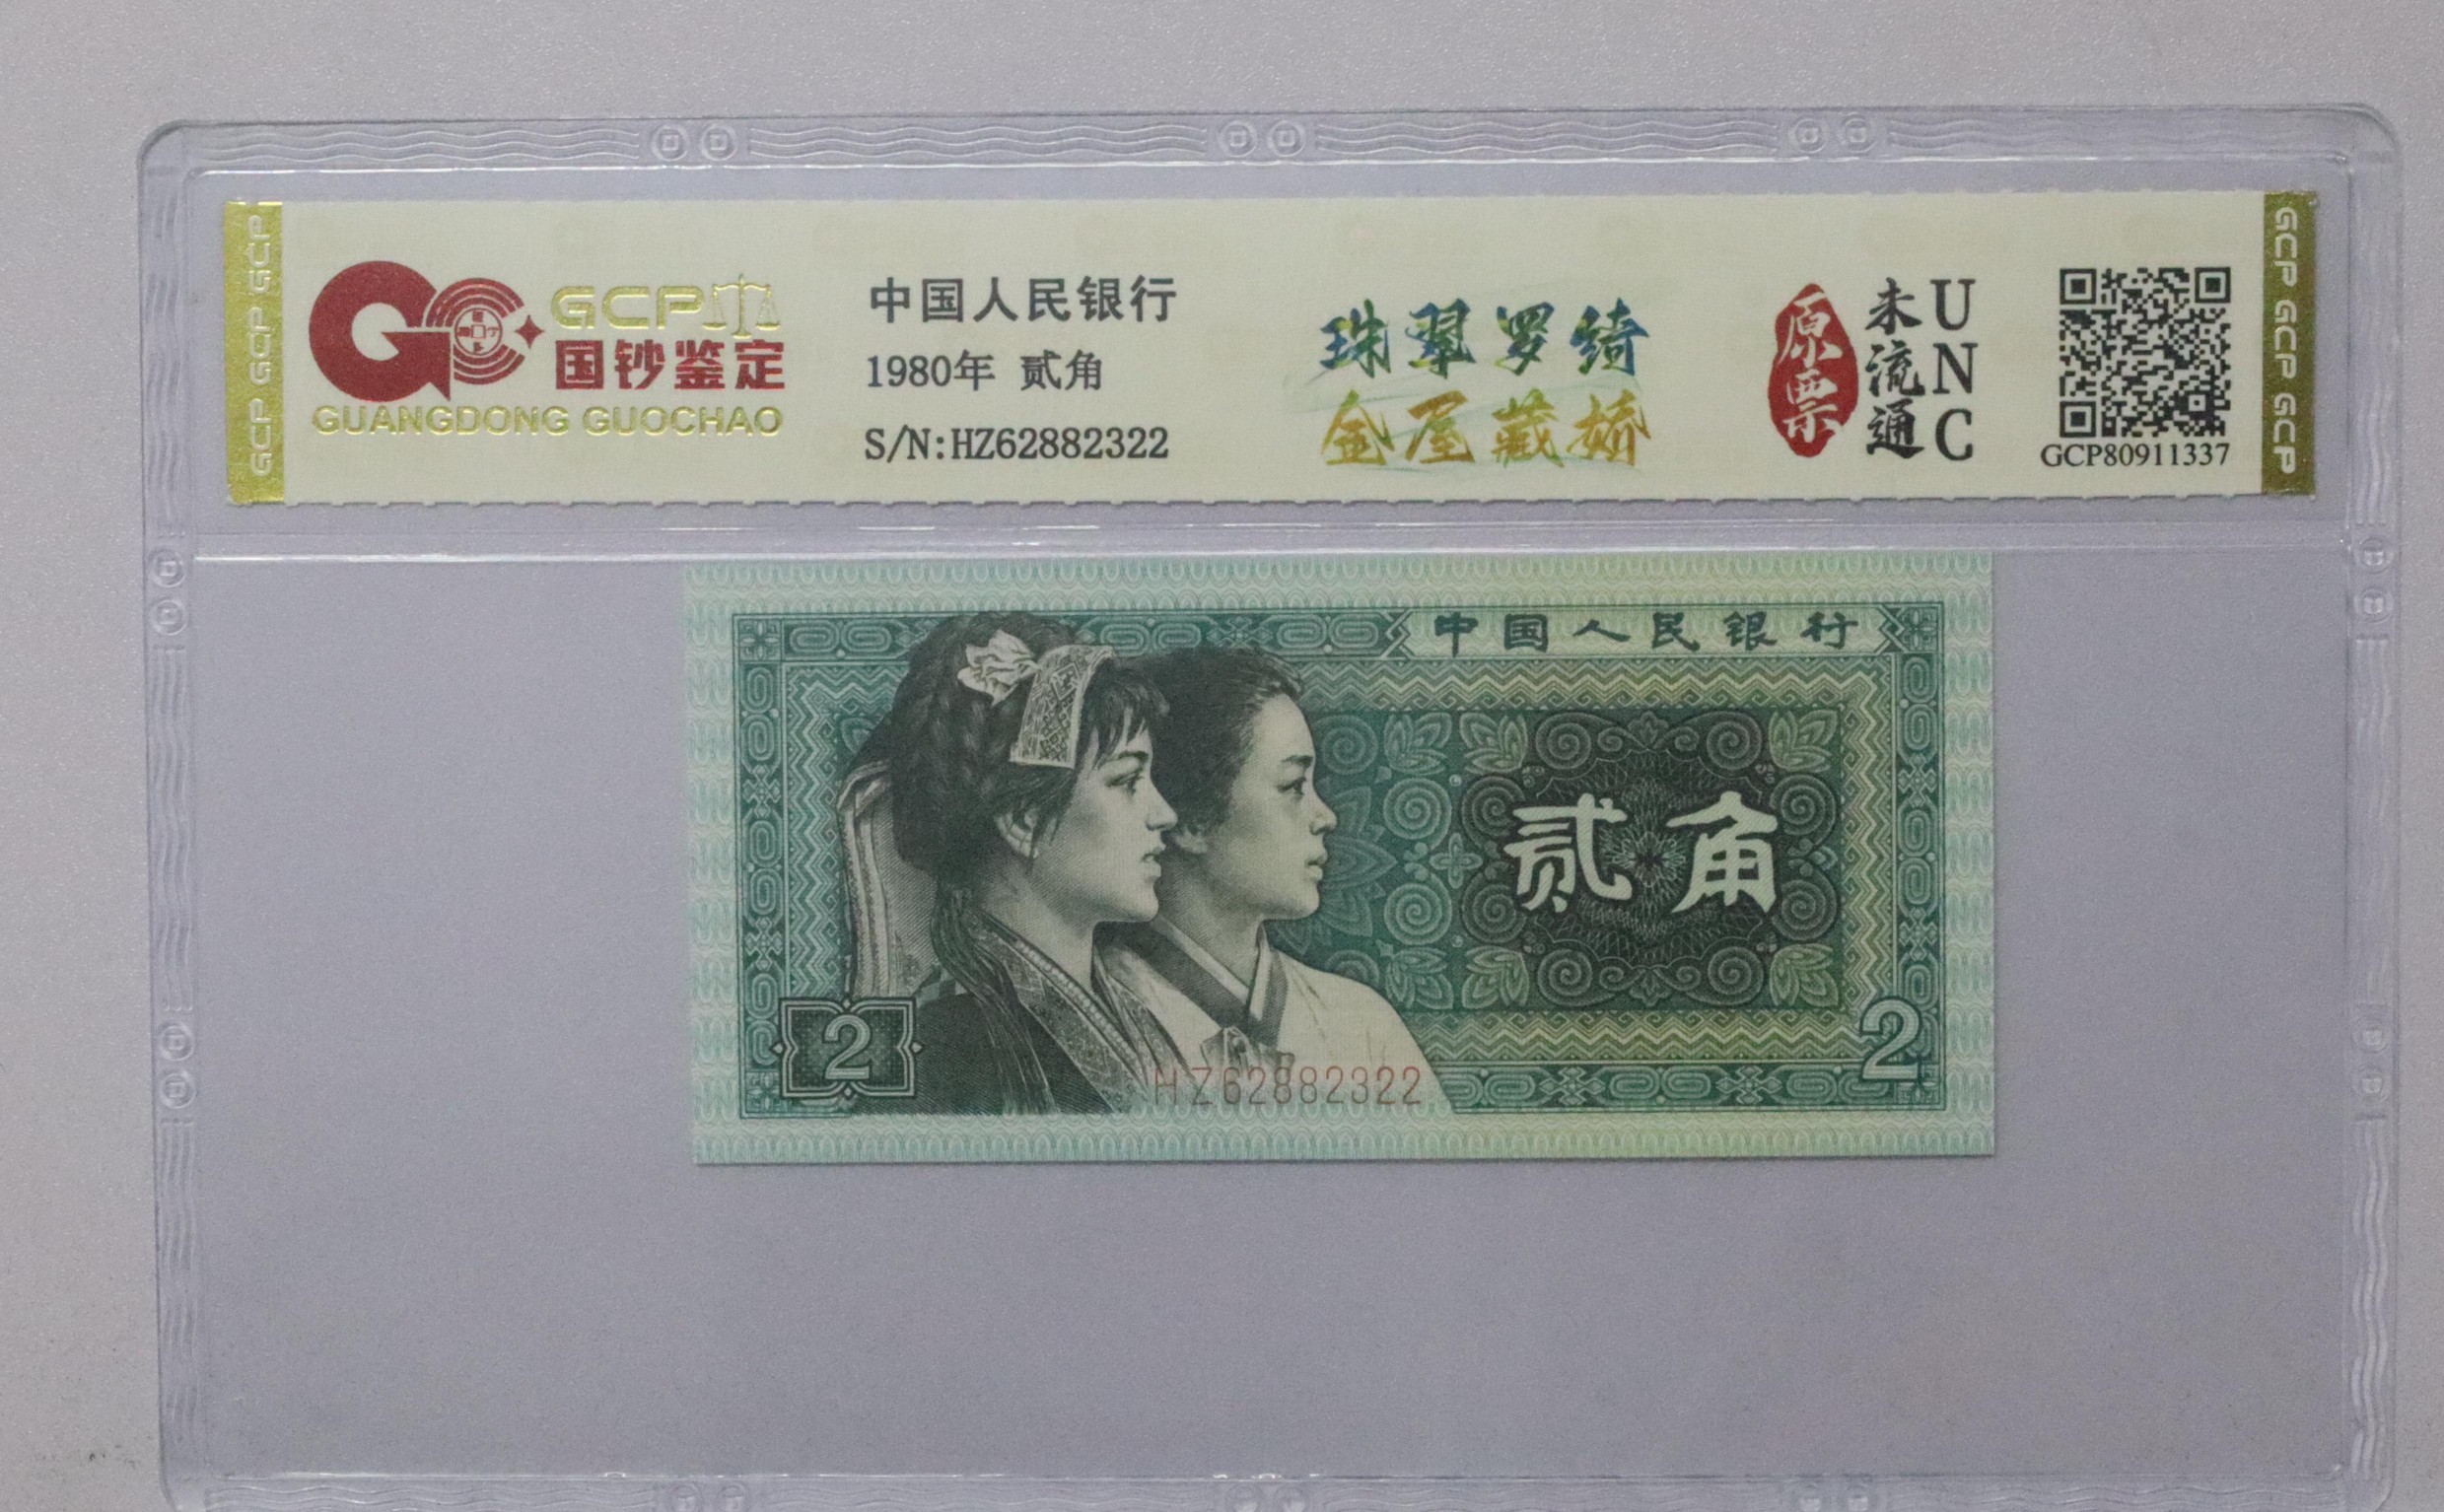 GCP GCP GCP
GCP
国钞鉴定
GUANGDONG GUOCHAO
中国人民银行
1980年 贰角
S/N:HZ62882322
珠翠罗绮
金屋藏娇
原票
未流通
UNC
GCP80911337
GCP GCP GCP
中国人民银行
贰角
2
2
HZ62882322